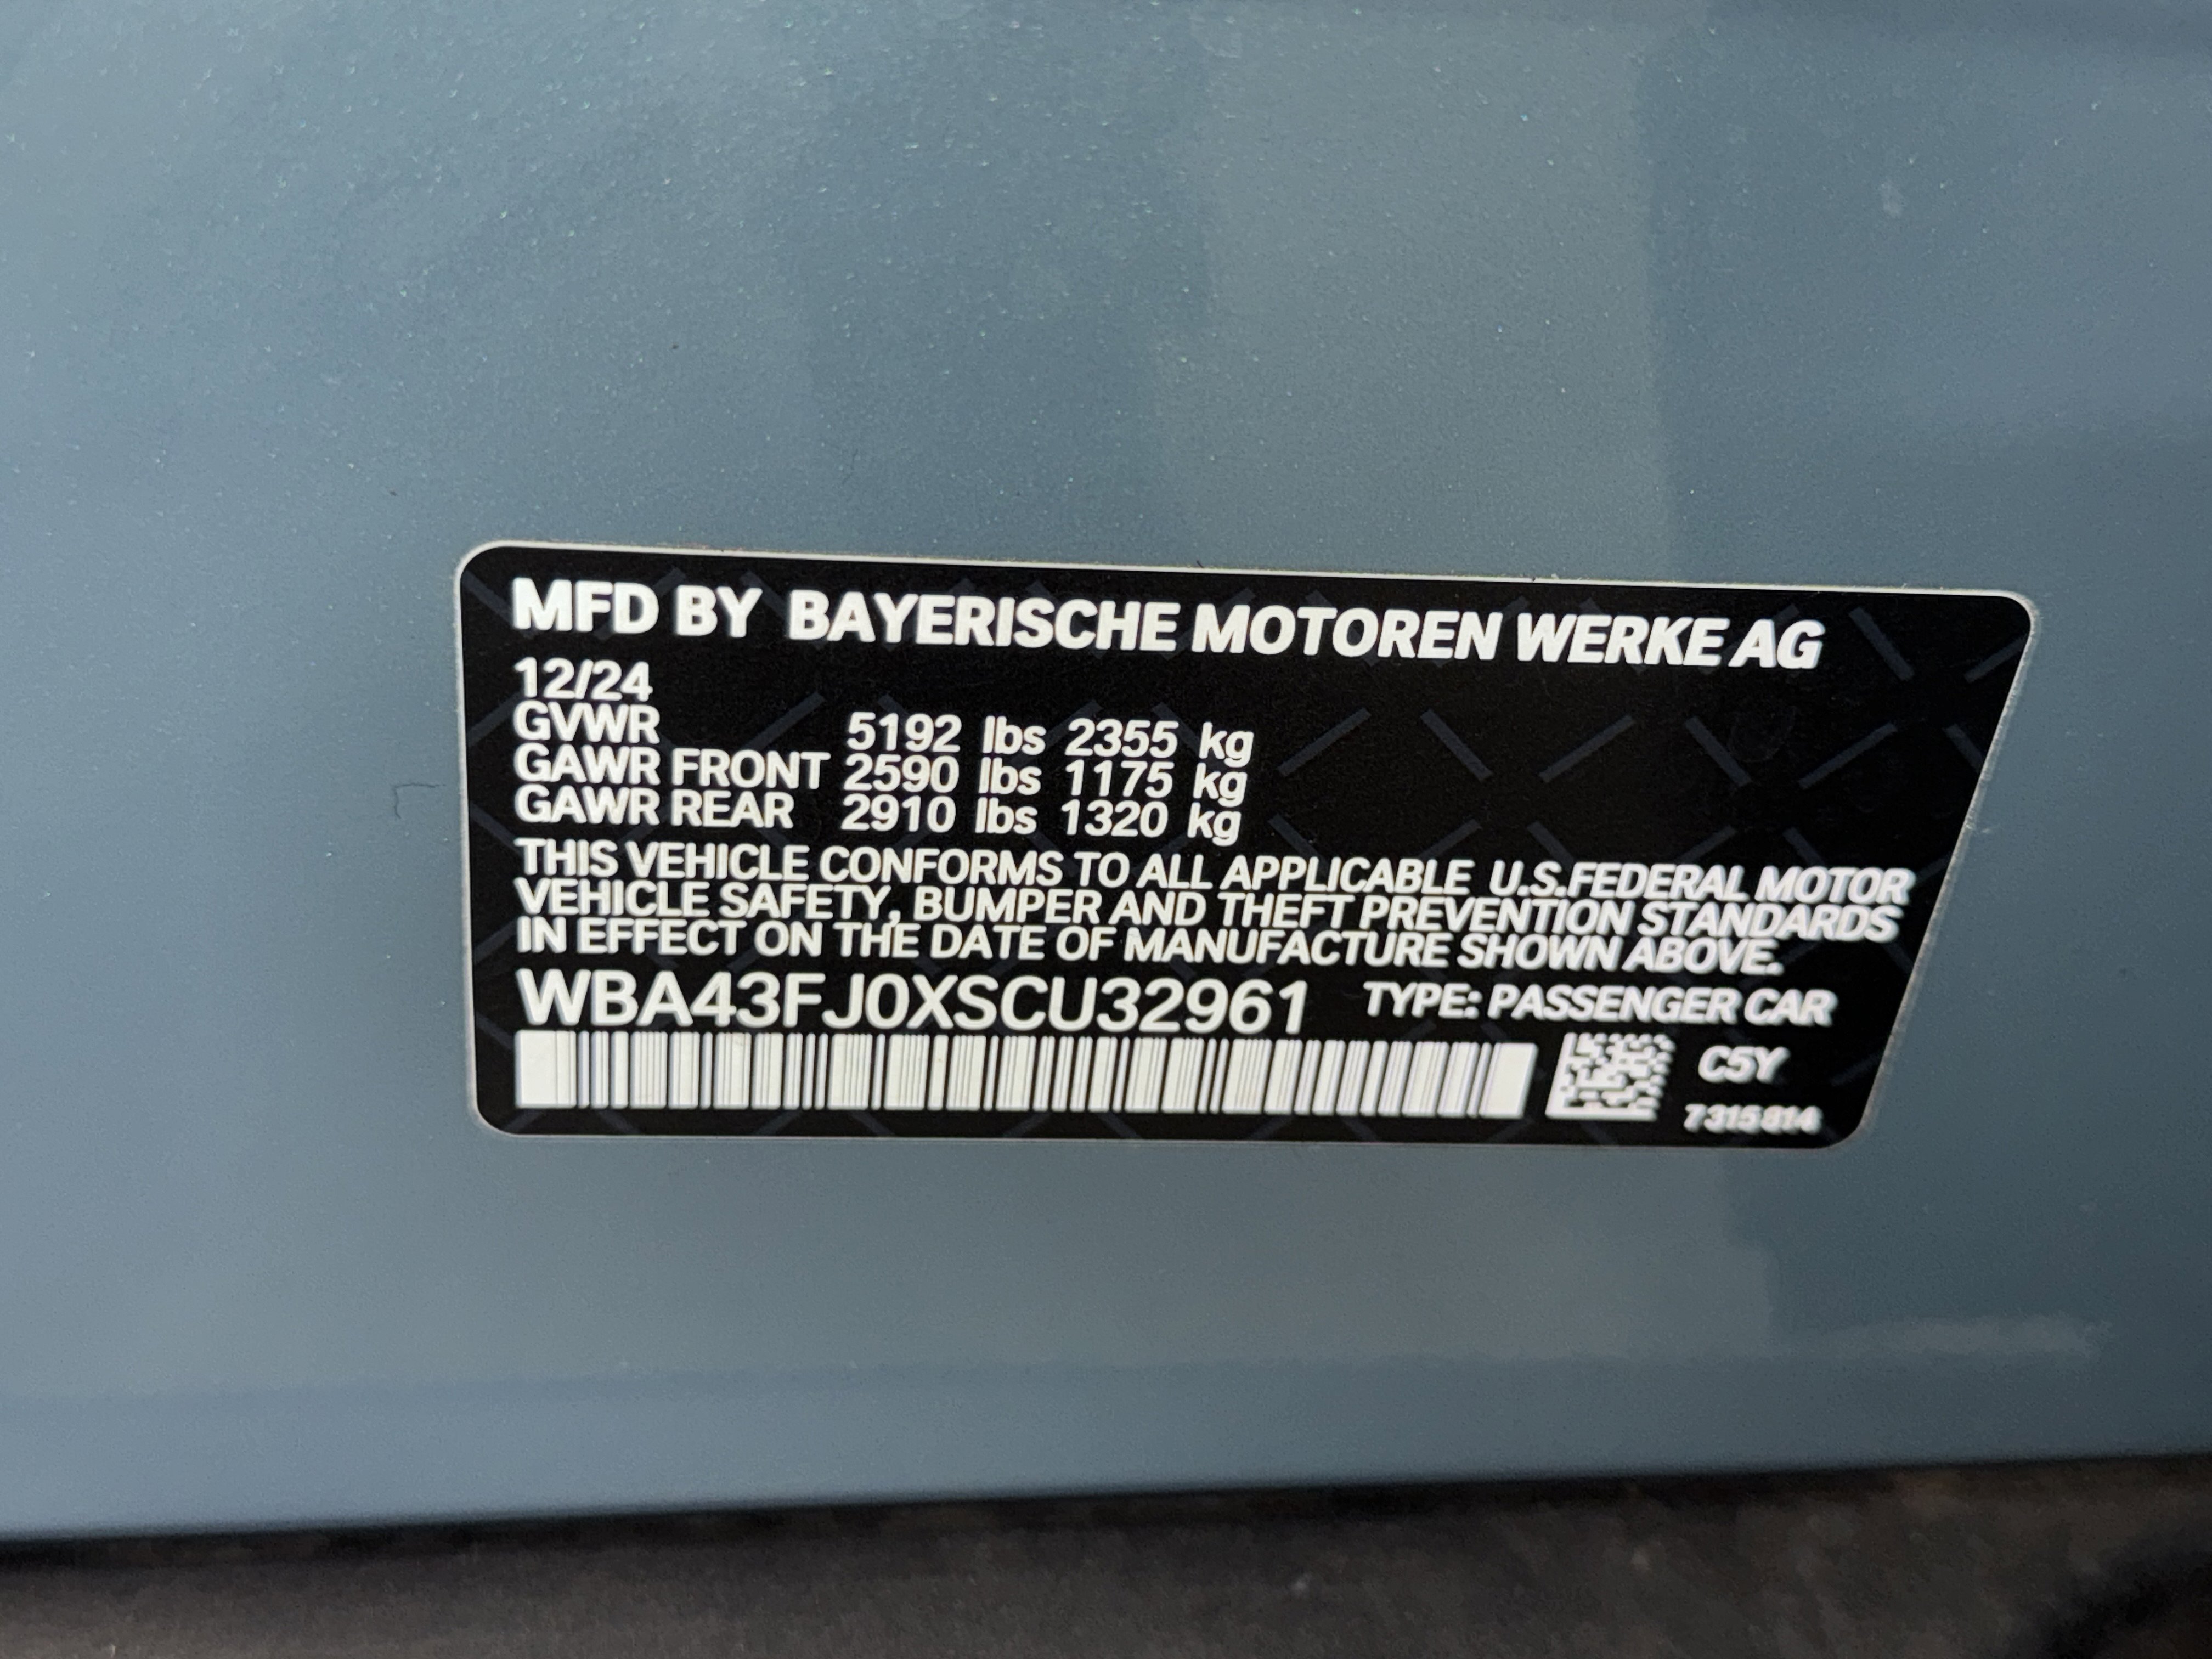 MFD BY BAYERISCHE MOTOREN WERKE AG
12/24
GVWR 5192 lbs 2355 kg
GAWR FRONT 2590 lbs 1175 kg
GAWR REAR 2910 lbs 1320 kg
THIS VEHICLE CONFORMS TO ALL APPLICABLE U.S.FEDERAL MOTOR
VEHICLE SAFETY, BUMPER AND THEFT PREVENTION STANDARDS
IN EFFECT ON THE DATE OF MANUFACTURE SHOWN ABOVE.
WBA43FJ0XSCU32961 TYPE: PASSENGER CAR
C5Y
7315814